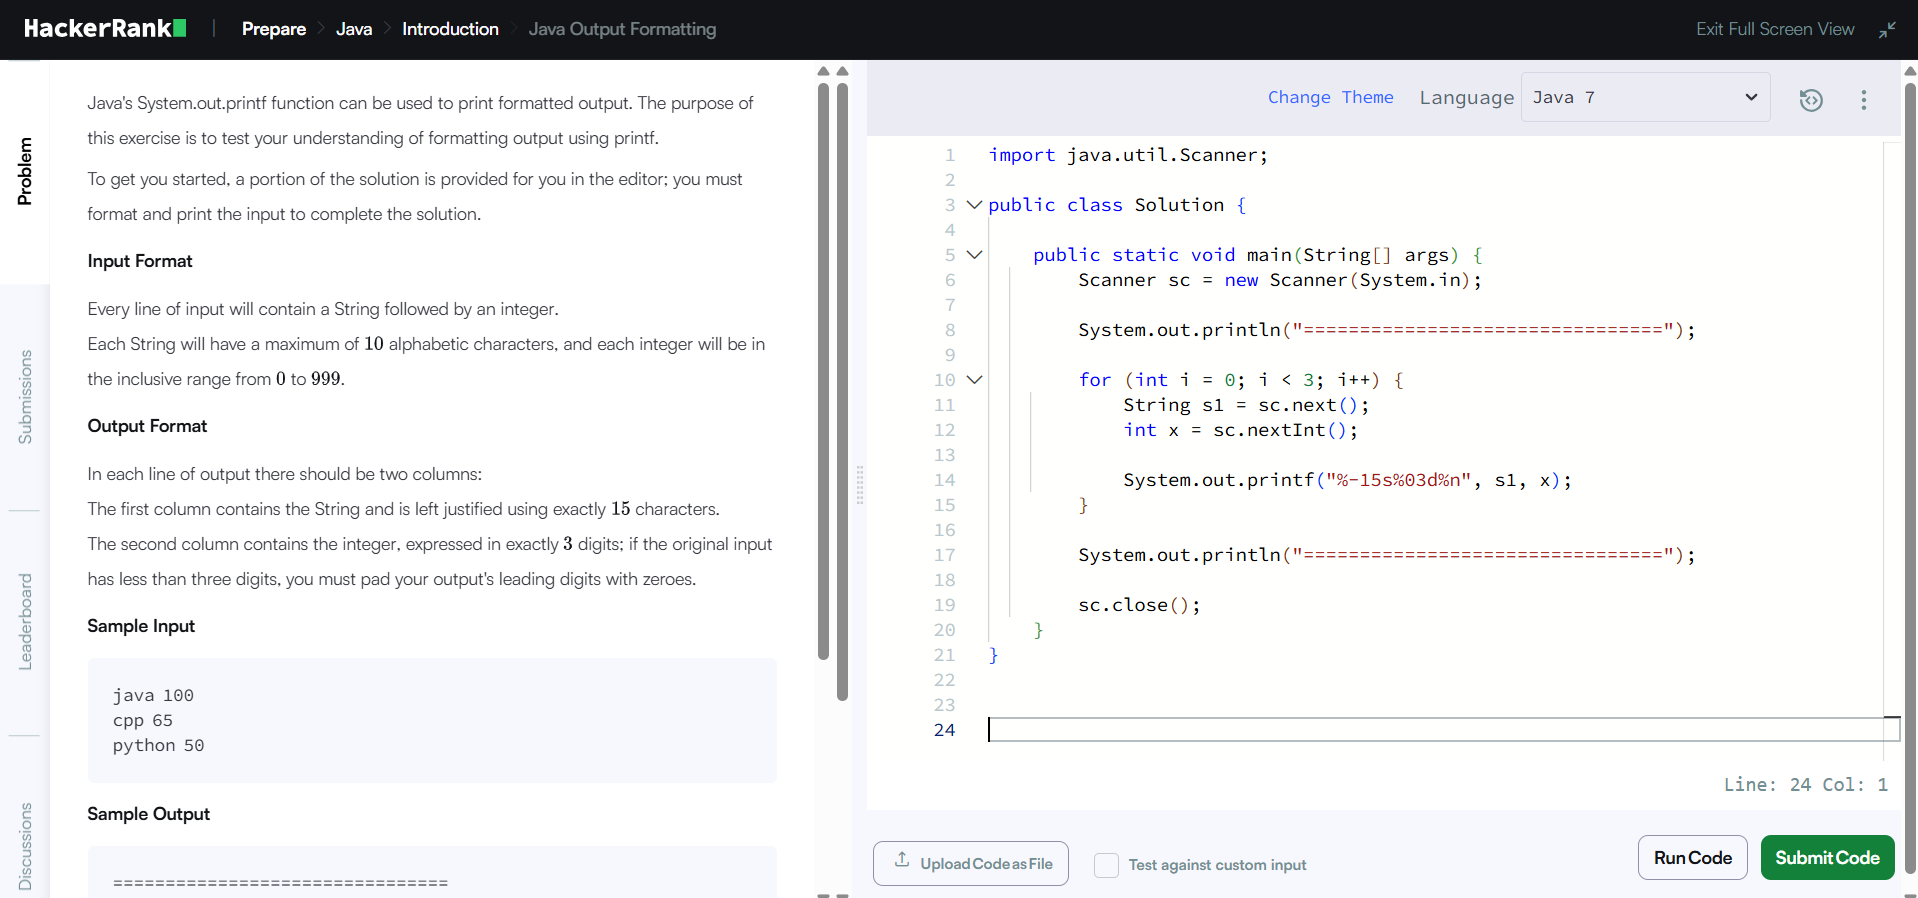 HackerRank | Prepare > Java > Introduction > Java Output Formatting
Exit Full Screen View
Problem
Submissions
Leaderboard
Discussions
Java's System.out.printf function can be used to print formatted output. The purpose of
this exercise is to test your understanding of formatting output using printf.
To get you started, a portion of the solution is provided for you in the editor; you must
format and print the input to complete the solution.
Input Format
Every line of input will contain a String followed by an integer.
Each String will have a maximum of 10 alphabetic characters, and each integer will be in
the inclusive range from 0 to 999.
Output Format
In each line of output there should be two columns:
The first column contains the String and is left justified using exactly 15 characters.
The second column contains the integer, expressed in exactly 3 digits; if the original input
has less than three digits, you must pad your output's leading digits with zeroes.
Sample Input
java 100
cpp 65
python 50
Sample Output
================================
Change Theme Language Java 7
1 import java.util.Scanner;
2
3 public class Solution {
4
5 public static void main(String[] args) {
6 Scanner sc = new Scanner(System.in);
7
8 System.out.println("================================");
9
10 for (int i = 0; i < 3; i++) {
11 String s1 = sc.next();
12 int x = sc.nextInt();
13
14 System.out.printf("%-15s%03d%n", s1, x);
15 }
16
17 System.out.println("================================");
18
19 sc.close();
20 }
21 }
22
23
24
Line: 24 Col: 1
Upload Code as File
Test against custom input
Run Code
Submit Code